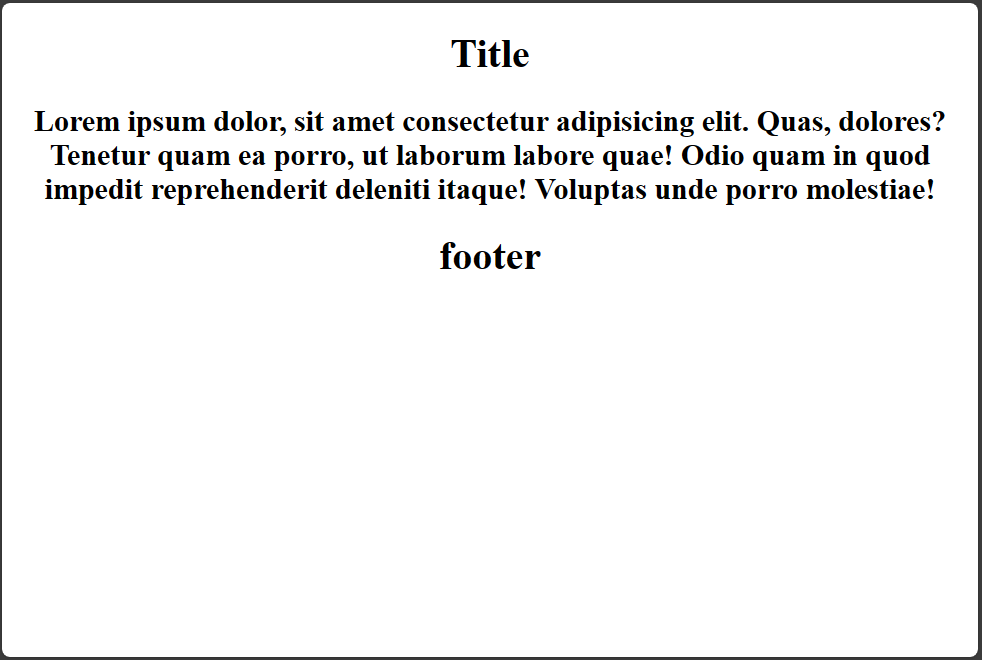 Title
Lorem ipsum dolor, sit amet consectetur adipisicing elit. Quas, dolores?
Tenetur quam ea porro, ut laborum labore quae! Odio quam in quod
impedit reprehenderit deleniti itaque! Voluptas unde porro molestiae!
footer